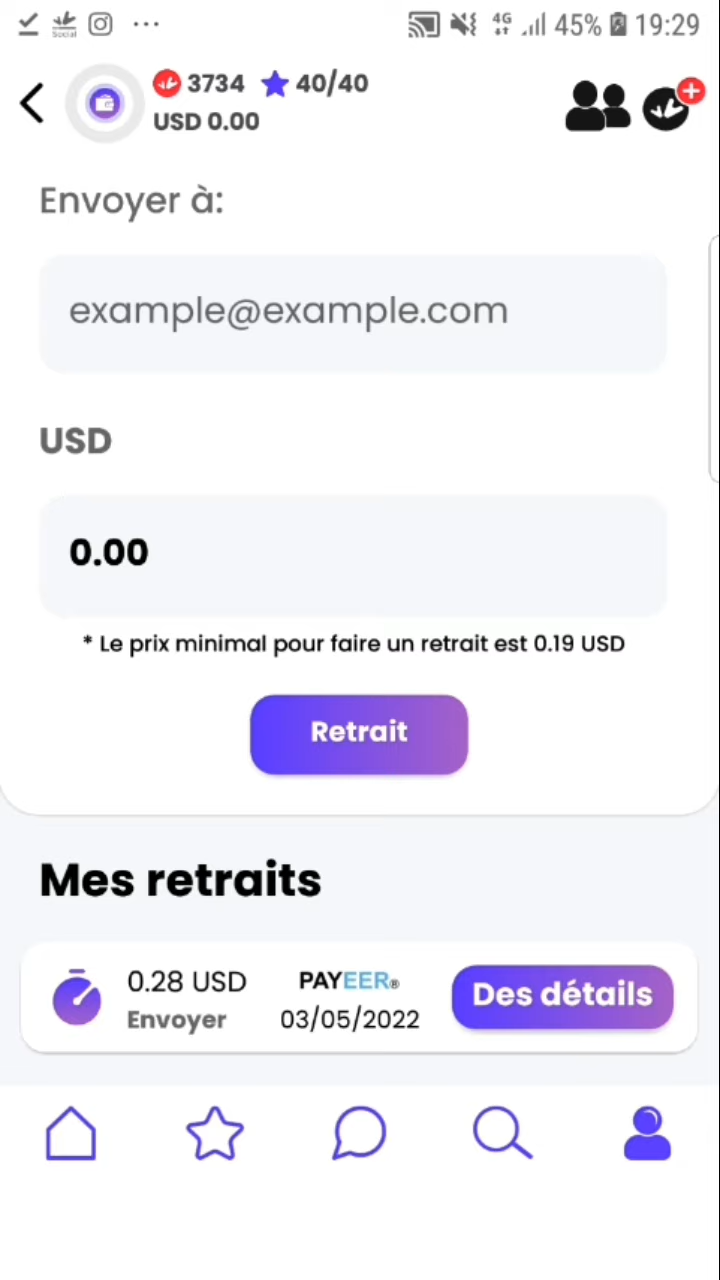 Social
4G
45%
19:29
3734
40/40
USD 0.00
Envoyer à:
example@example.com
USD
0.00
* Le prix minimal pour faire un retrait est 0.19 USD
Retrait
Mes retraits
0.28 USD
PAYEER®
Des détails
Envoyer
03/05/2022